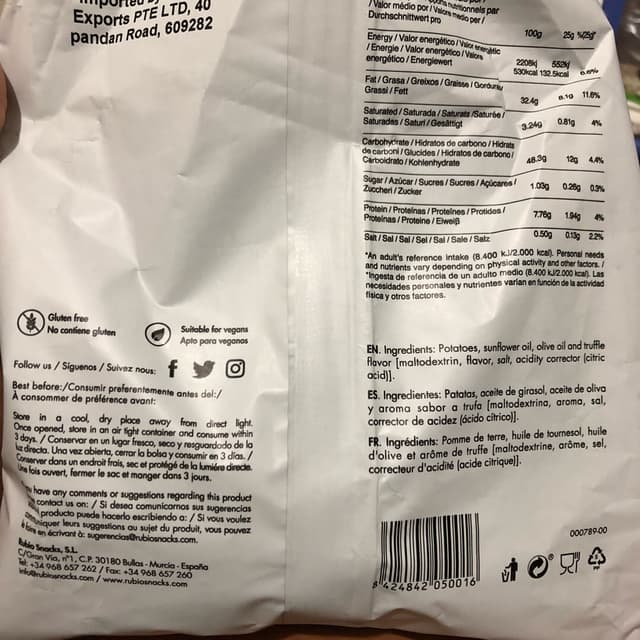 Exports PTE LTD, 40
pandan Road, 609282
Valor médio por / Valore medio per /
Durchschnittwert pro
100g 25g %/25g*
Energy / Valor energético / Valor energètic
/ Energie / Valor energético / Valore
energético / Energiewert
2208kj 552kj
530kcal 132.5kcal 6.6%
Fat / Grasa / Greixos / Graisse / Gorduras
Grassi / Fett
32.4g 8.1g 11.6%
Saturated / Saturada / Saturats /Saturée /
Saturadas / Saturi / Gesättigt
3.24g 0.81g 4%
Carbohydrate / Hidratos de carbono / Hidrats
de carboni / Glucides / Hidratos de carbono /
Carboidrato / Kohlenhydrate
48.3g 12g 4.4%
Sugar / Azúcar / Sucres / Sucres / Açúcares /
Zuccheri / Zucker
1.03g 0.26g 0.3%
Protein / Proteínas / Proteïnes / Protides /
Proteínas / Proteine / Eiweiß
7.76g 1.94g 4%
Salt / Sal / Sal / Sel / Sal / Sale / Salz
0.50g 0.13g 2.2%
*An adult's reference intake (8.400 kJ/2.000 kcal). Personal needs
and nutrients vary depending on physical activity and other factors. /
*Ingesta de referencia de un adulto medio (8.400 kJ/2.000 kcal). Las
necesidades personales y nutrientes varían en función de la actividad
física y otros factores.
Gluten free
No contiene gluten
Suitable for vegans
Apto para veganos
Follow us / Síguenos / Suivez nous:
Best before:/Consumir preferentemente antes del:/
À consommer de préférence avant:
Store in a cool, dry place away from direct light.
Once opened, store in an air tight container and consume within
3 days. / Conservar en un lugar fresco, seco y resguardado de la
luz directa. Una vez abierta, cerrar la bolsa y consumir en 3 días. /
Conserver dans un endroit frais, sec et protégé de la lumière directe.
Une fois ouvert, fermer le sac et manger dans 3 jours.
have any comments or suggestions regarding this product
contact us on: / Si desea comunicarnos sus sugerencias
producto puede hacerlo escribiendo a: / Si vous voulez
leurs suggestions au sujet du produit, vous pouvez
en écrivant à: sugerencias@rubiosnacks.com.
Rubio Snacks, S.L.
C/Gran Vía, nº1, C.P. 30180 Bullas - Murcia - España
Tel: +34 968 657 262 / Fax: +34 968 657 260
info@rubiosnacks.com / www.rubiosnacks.com
EN. Ingredients: Potatoes, sunflower oil, olive oil and truffle
flavor [maltodextrin, flavor, salt, acidity corrector (citric
acid)].
ES. Ingredientes: Patatas, aceite de girasol, aceite de oliva
y aroma sabor a trufa [maltodextrina, aroma, sal,
corrector de acidez (ácido cítrico)].
FR. Ingrédients: Pomme de terre, huile de tournesol, huile
d'olive et arôme de truffe [maltodextrine, arôme, sel,
correcteur d'acidité (acide citrique)].
000789-00
8 424842 050016